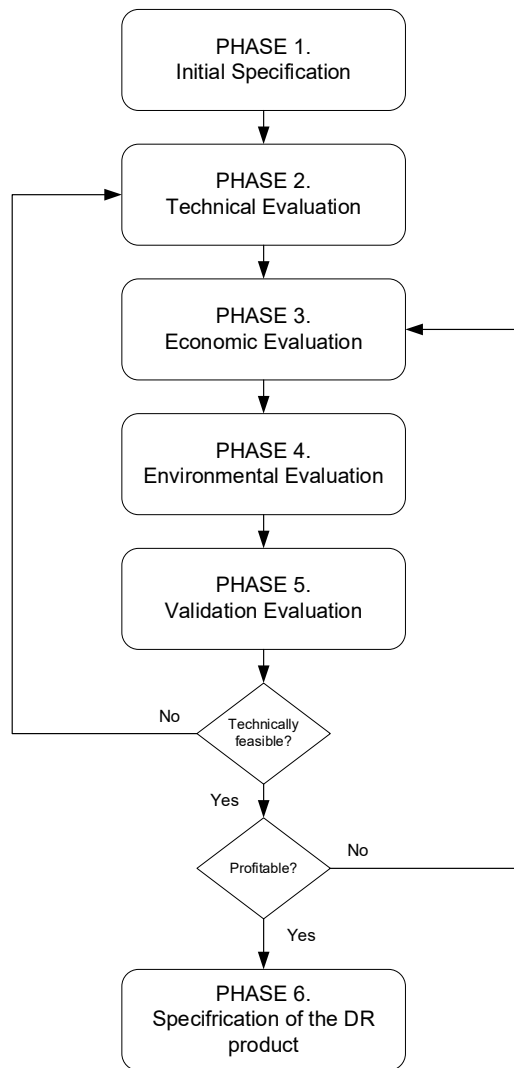 PHASE 1.
Initial Specification
PHASE 2.
Technical Evaluation
PHASE 3.
Economic Evaluation
PHASE 4.
Environmental Evaluation
PHASE 5.
Validation Evaluation
No
Technically
feasible?
Yes
Profitable?
No
Yes
PHASE 6.
Specifrication of the DR
product